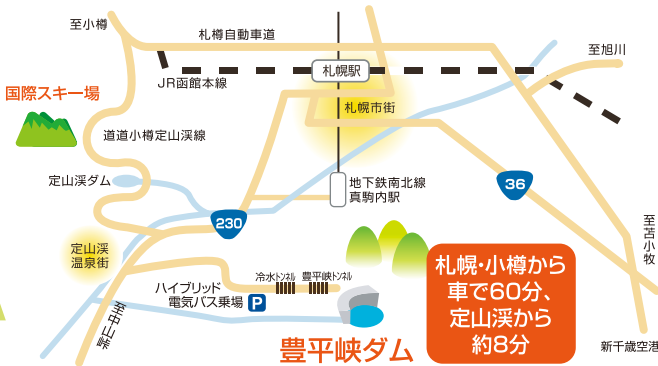 至小樽
札樽自動車道
至旭川
札幌駅
JR函館本線
国際スキー場
札幌市街
道道小樽定山渓線
定山渓ダム
地下鉄南北線
真駒内駅
36
230
至苫小牧
定山渓
温泉街
冷水トンネル
豊平峡トンネル
ハイブリッド
電気バス乗場
P
至中山峠
札幌・小樽から
車で60分、
定山渓から
約8分
豊平峡ダム
新千歳空港